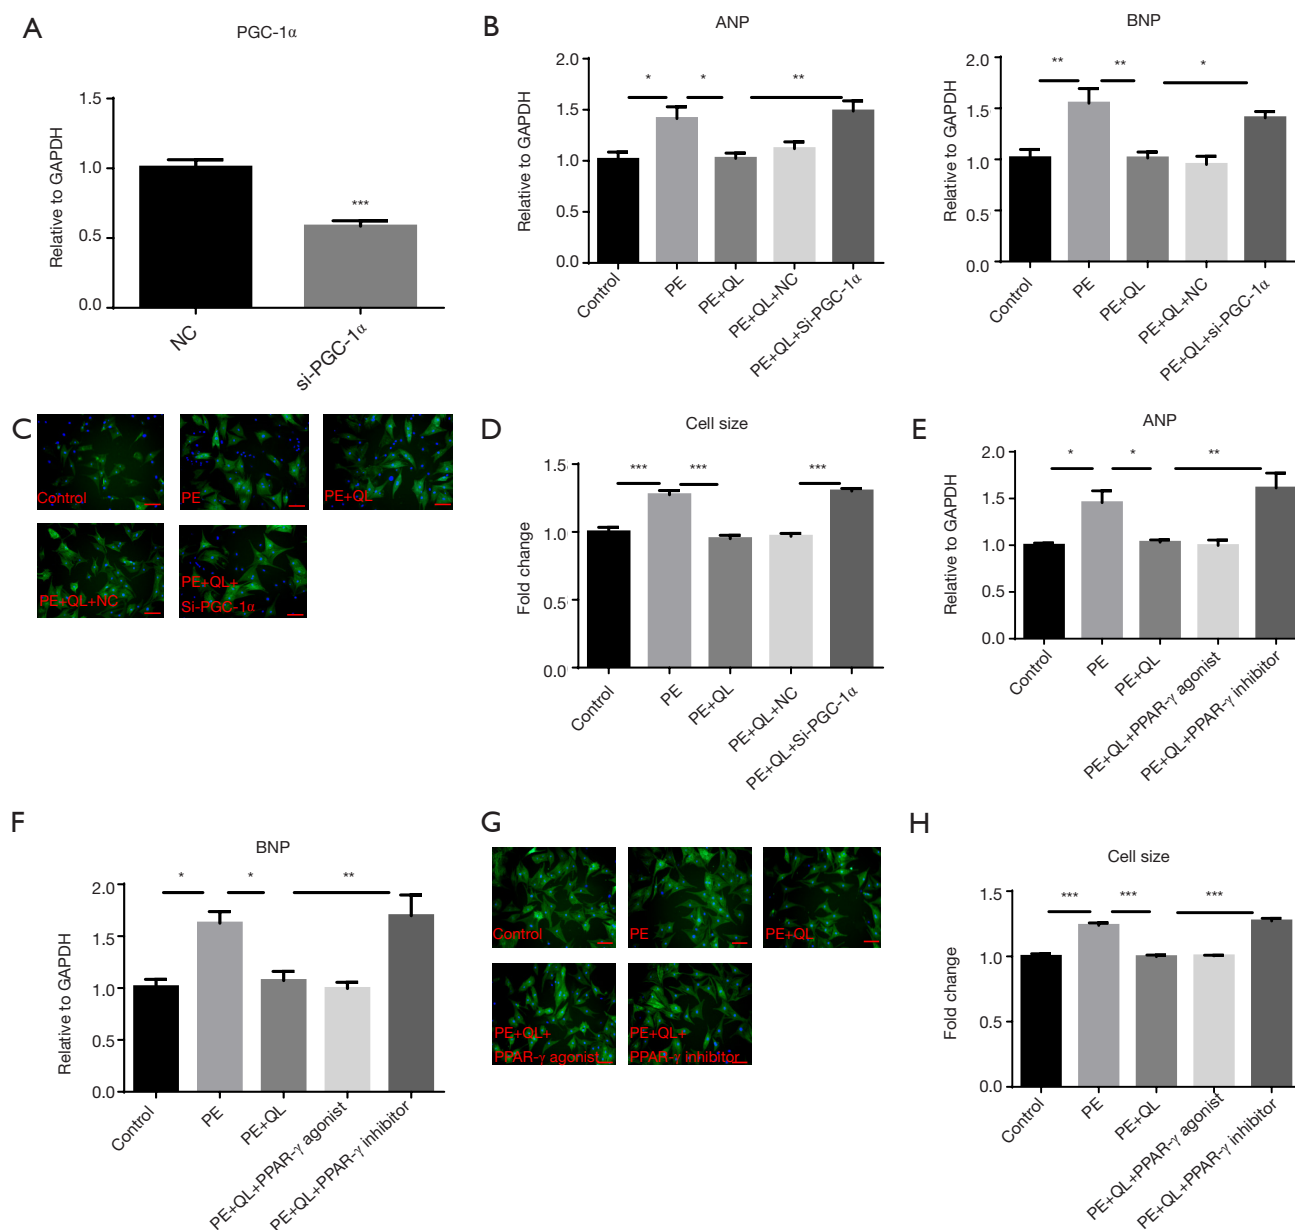 A
PGC-1α
Relative to GAPDH
1.5
1.0
0.5
0.0
***
NC
si-PGC-1α
B
ANP
Relative to GAPDH
2.0
1.5
1.0
0.5
0.0
*
*
**
Control
PE
PE+QL
PE+QL+NC
PE+QL+Si-PGC-1α
BNP
Relative to GAPDH
2.0
1.5
1.0
0.5
0.0
**
**
*
Control
PE
PE+QL
PE+QL+NC
PE+QL+si-PGC-1α
C
Control
PE
PE+QL
PE+QL+NC
PE+QL+
Si-PGC-1α
D
Cell size
Fold change
1.5
1.0
0.5
0.0
***
***
***
Control
PE
PE+QL
PE+QL+NC
PE+QL+Si-PGC-1α
E
ANP
Relative to GAPDH
2.0
1.5
1.0
0.5
0.0
*
*
**
Control
PE
PE+QL
PE+QL+PPAR-γ agonist
PE+QL+PPAR-γ inhibitor
F
BNP
Relative to GAPDH
2.0
1.5
1.0
0.5
0.0
*
*
**
Control
PE
PE+QL
PE+QL+PPAR-γ agonist
PE+QL+PPAR-γ inhibitor
G
Control
PE
PE+QL
PE+QL+
PPAR-γ agonist
PE+QL+
PPAR-γ inhibitor
H
Cell size
Fold change
1.5
1.0
0.5
0.0
***
***
***
Control
PE
PE+QL
PE+QL+PPAR-γ agonist
PE+QL+PPAR-γ inhibitor